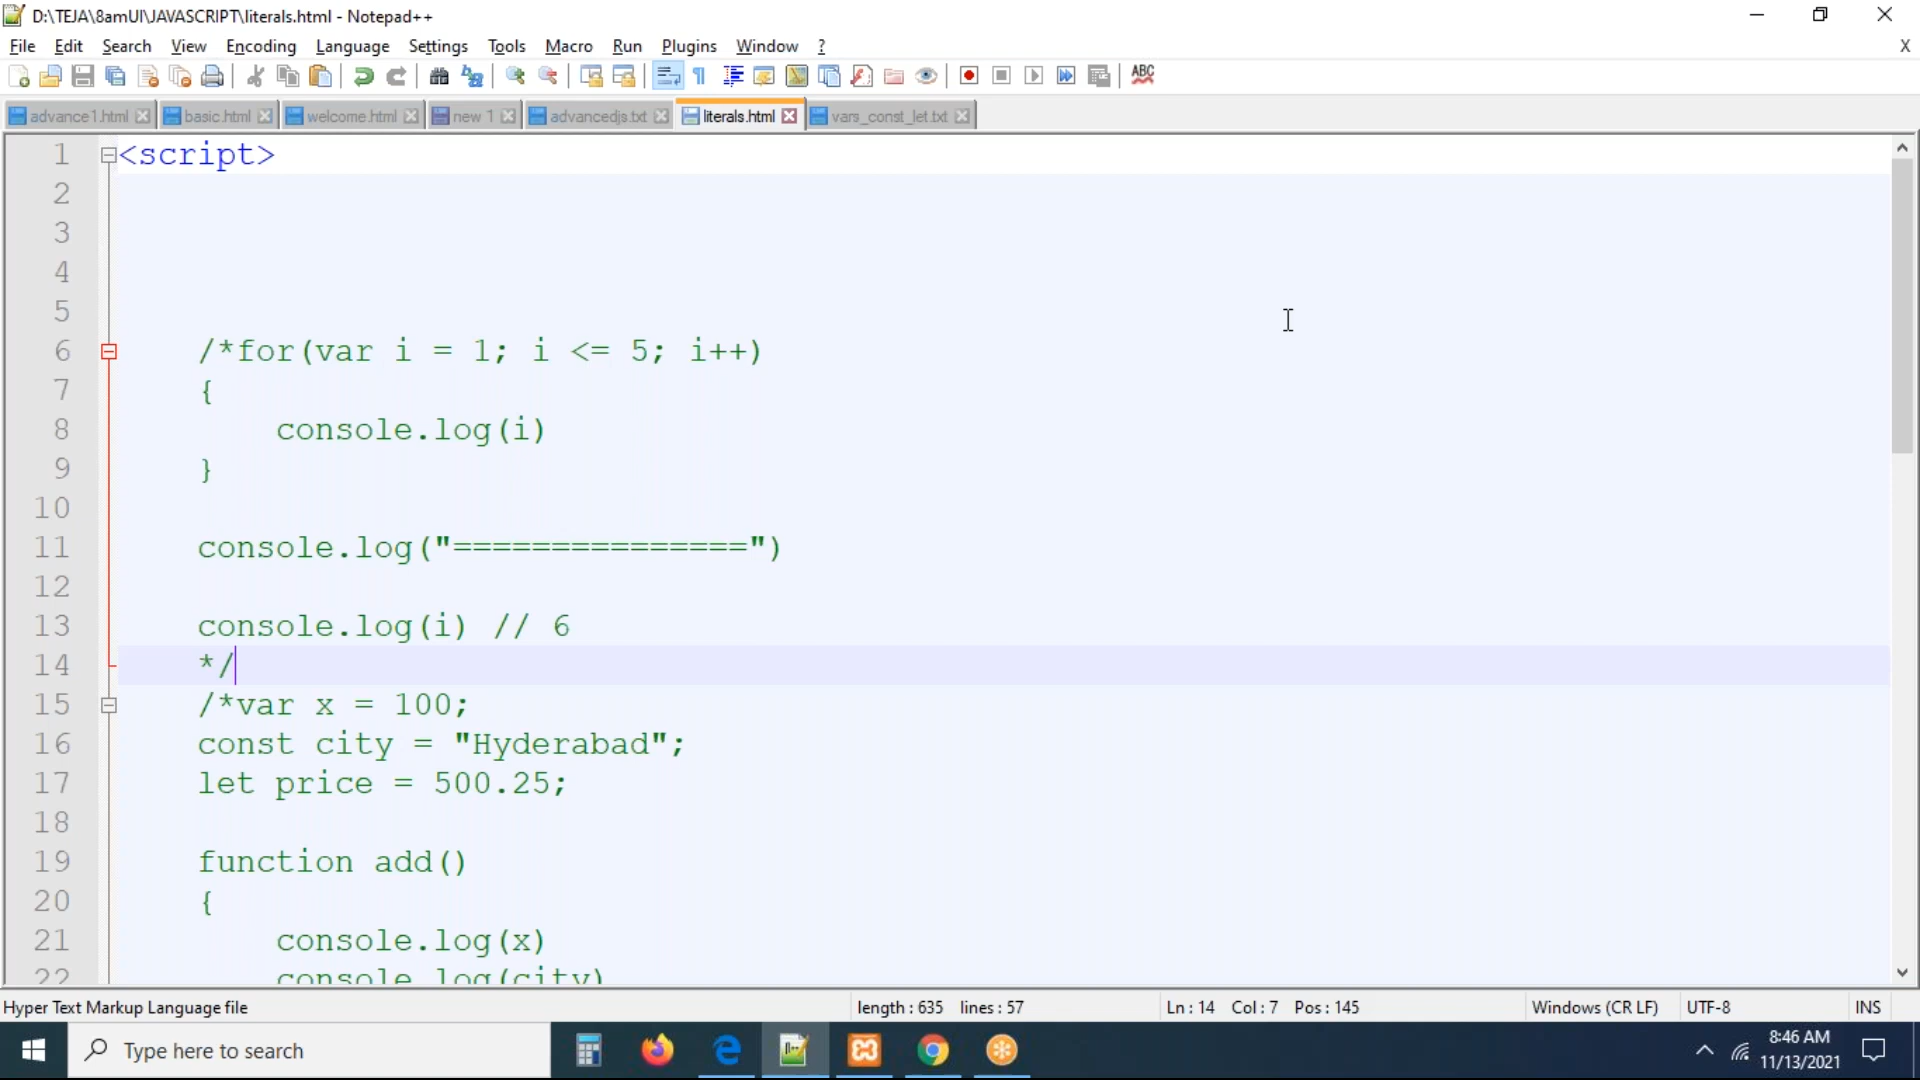 D:\TEJA\8amUI\JAVASCRIPT\literals.html - Notepad++
File Edit Search View Encoding Language Settings Tools Macro Run Plugins Window ? X
ABC
advance1.html basic.html welcome.html new 1 advancedjs.txt literals.html vars_const_let.txt
1 <script>
2
3
4
5
6 /*for(var i = 1; i <= 5; i++)
7 {
8 console.log(i)
9 }
10
11 console.log("===============")
12
13 console.log(i) // 6
14 */
15 /*var x = 100;
16 const city = "Hyderabad";
17 let price = 500.25;
18
19 function add()
20 {
21 console.log(x)
22 console.log(city)
Hyper Text Markup Language file length : 635 lines : 57 Ln : 14 Col : 7 Pos : 145 Windows (CR LF) UTF-8 INS
Type here to search
8:46 AM
11/13/2021